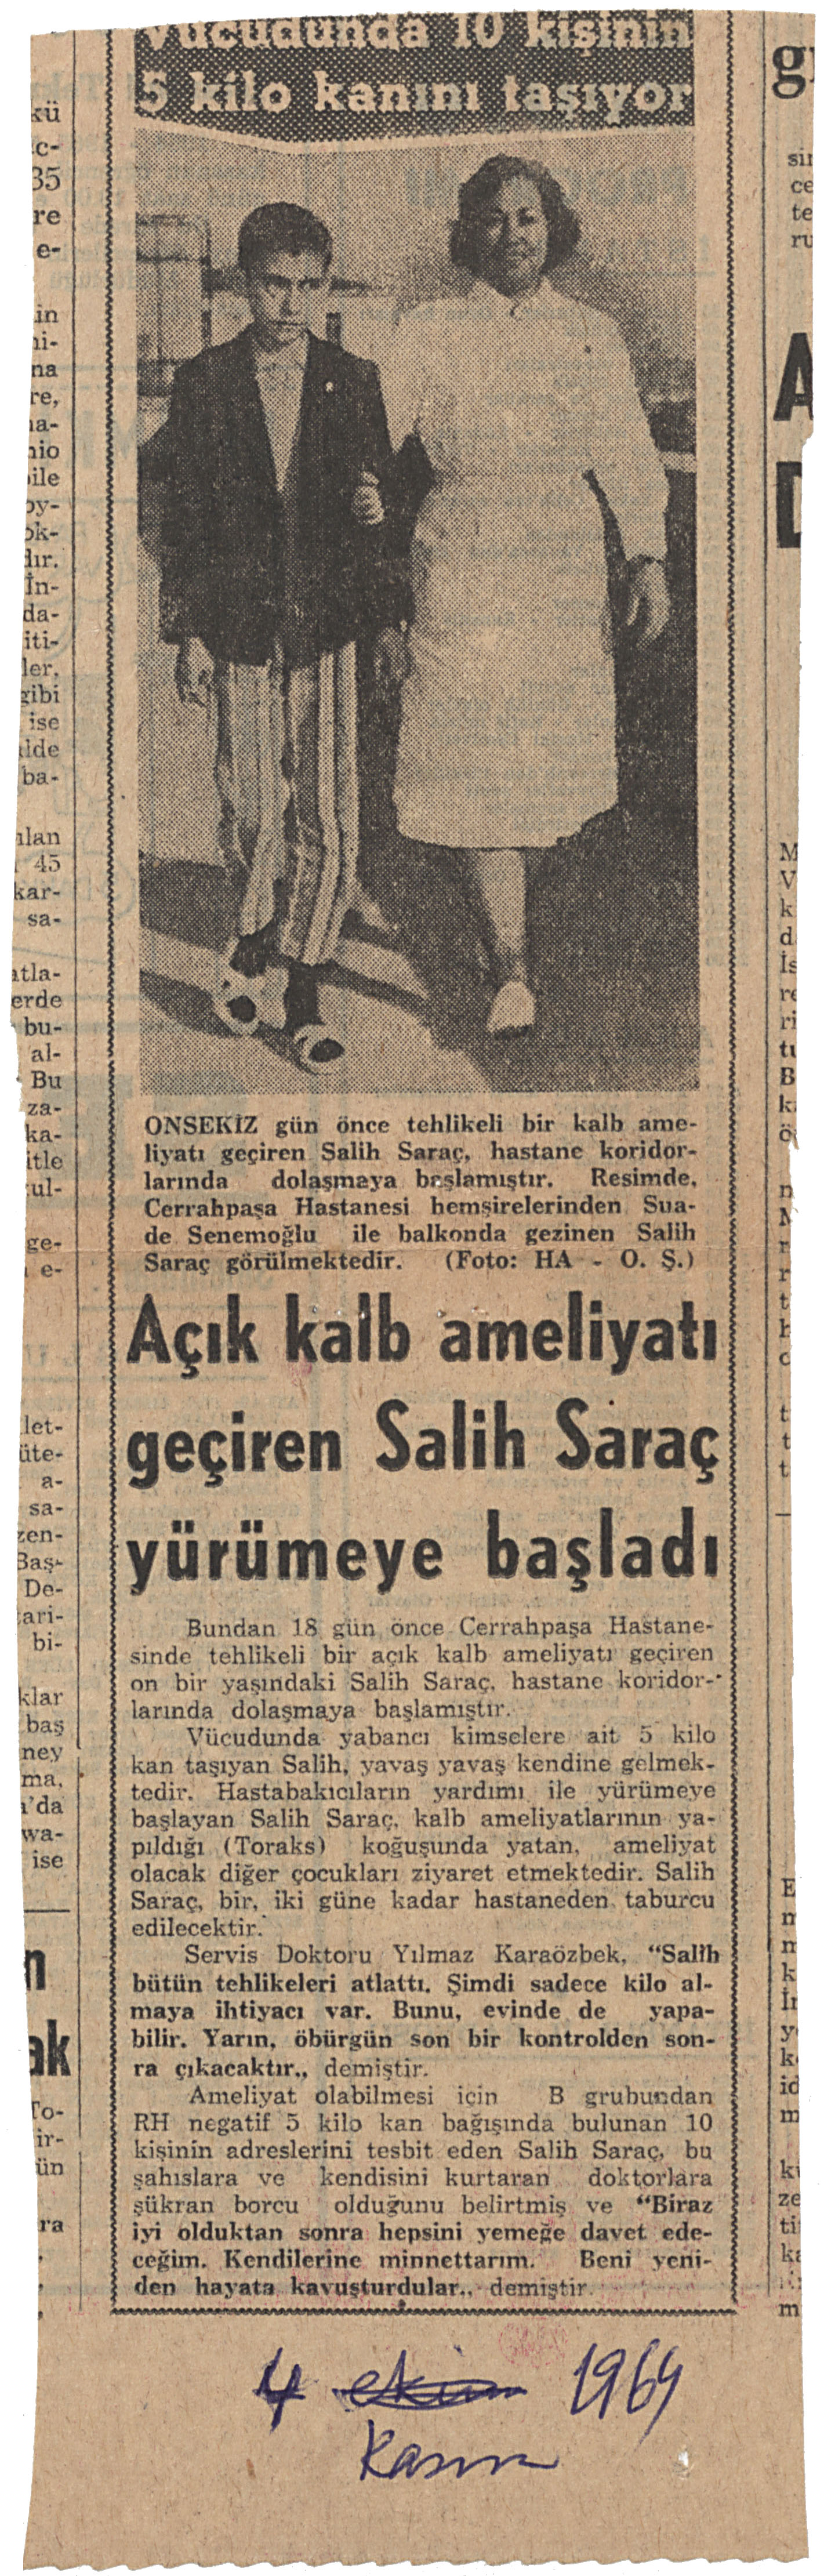 Vücudunda 10 kişinin
5 kilo kanını taşıyor
ONSEKİZ gün önce tehlikeli bir kalb ame-
liyatı geçiren Salih Saraç, hastane koridor-
larında dolaşmaya başlamıştır. Resimde,
Cerrahpaşa Hastanesi hemşirelerinden Sua-
de Senemoğlu ile balkonda gezinen Salih
Saraç görülmektedir. (Foto: HA - O. Ş.)
Açık kalb ameliyatı
geçiren Salih Saraç
yürümeye başladı
Bundan 18 gün önce Cerrahpaşa Hastane-
sinde tehlikeli bir açık kalb ameliyatı geçiren
on bir yaşındaki Salih Saraç, hastane koridor-
larında dolaşmaya başlamıştır.
Vücudunda yabancı kimselere ait 5 kilo
kan taşıyan Salih, yavaş yavaş kendine gelmek-
tedir. Hastabakıcıların yardımı ile yürümeye
başlayan Salih Saraç, kalb ameliyatlarının ya-
pıldığı (Toraks) koğuşunda yatan, ameliyat
olacak diğer çocukları ziyaret etmektedir. Salih
Saraç, bir, iki güne kadar hastaneden taburcu
edilecektir.
Servis Doktoru Yılmaz Karaözbek, “Salih
bütün tehlikeleri atlattı. Şimdi sadece kilo al-
maya ihtiyacı var. Bunu, evinde de yapa-
bilir. Yarın, öbürgün son bir kontrolden son-
ra çıkacaktır,, demiştir.
Ameliyat olabilmesi için B grubundan
RH negatif 5 kilo kan bağışında bulunan 10
kişinin adreslerini tesbit eden Salih Saraç, bu
şahıslara ve kendisini kurtaran doktorlara
şükran borcu olduğunu belirtmiş ve “Biraz
iyi olduktan sonra hepsini yemeğe davet ede-
ceğim. Kendilerine minnettarım. Beni yeni-
den hayata kavuşturdular,, demiştir.
4 ekim 1964
Kasım